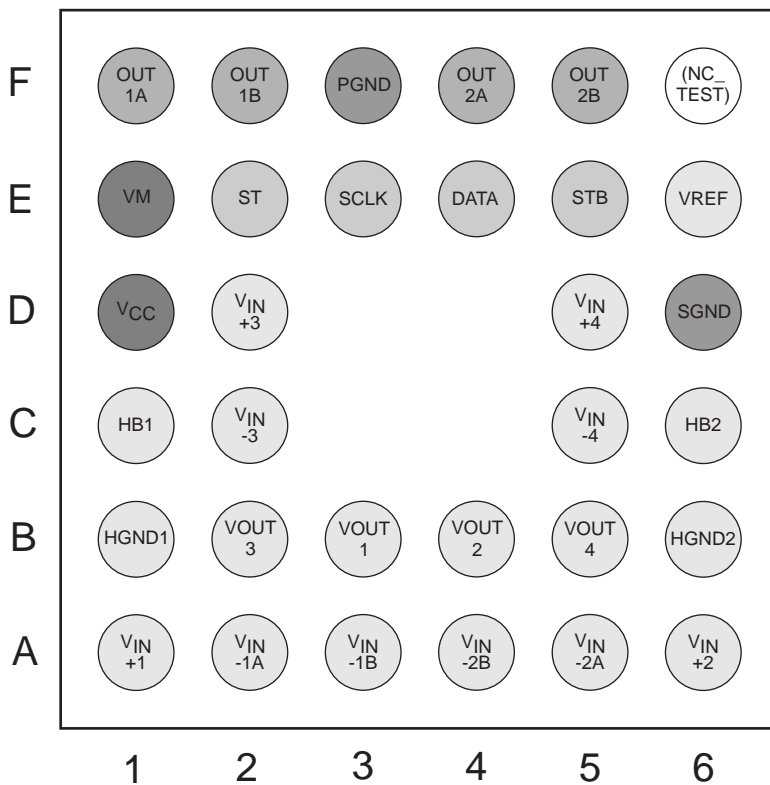 F
OUT
1A
OUT
1B
PGND
OUT
2A
OUT
2B
(NC_
TEST)
E
VM
ST
SCLK
DATA
STB
VREF
D
VCC
VIN
+3
VIN
+4
SGND
C
HB1
VIN
-3
VIN
-4
HB2
B
HGND1
VOUT
3
VOUT
1
VOUT
2
VOUT
4
HGND2
A
VIN
+1
VIN
-1A
VIN
-1B
VIN
-2B
VIN
-2A
VIN
+2
1 2 3 4 5 6